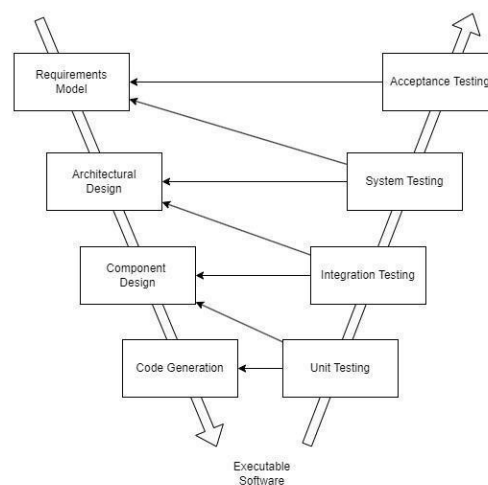 Requirements
Model
Acceptance Testing
Architectural
Design
System Testing
Component
Design
Integration Testing
Code Generation
Unit Testing
Executable
Software